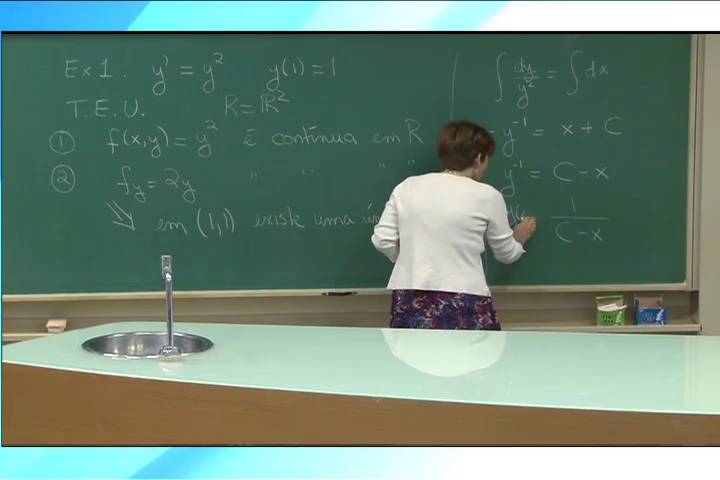 Ex 1. y' = y² y(1) = 1
T.E.U. R = ℝ²
① f(x,y) = y² é contínua em R
② f_y = 2y " " " "
⇘ em (1,1) existe uma
∫ dy/y² = ∫ dx
- y⁻¹ = x + C
y⁻¹ = C - x
1/(C - x)